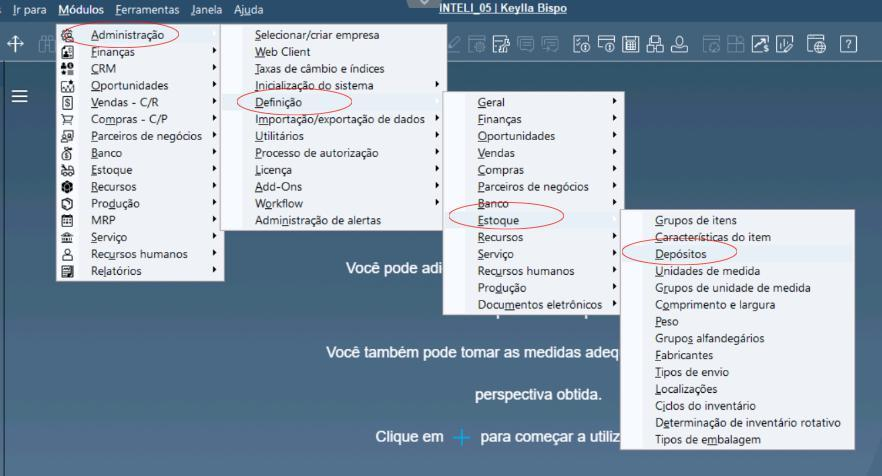 Ir para Módulos Ferramentas Janela Ajuda
INTELI_05 | Keylla Bispo
Administração
Finanças
CRM
Oportunidades
Vendas - C/R
Compras - C/P
Parceiros de negócios
Banco
Estoque
Recursos
Produção
MRP
Serviço
Recursos humanos
Relatórios
Selecionar/criar empresa
Web Client
Taxas de câmbio e índices
Inicialização do sistema
Definição
Importação/exportação de dados
Utilitários
Processo de autorização
Licença
Add-Ons
Workflow
Administração de alertas
Geral
Finanças
Oportunidades
Vendas
Compras
Parceiros de negócios
Banco
Estoque
Recursos
Serviço
Recursos humanos
Produção
Documentos eletrônicos
Grupos de itens
Características do item
Depósitos
Unidades de medida
Grupos de unidade de medida
Comprimento e largura
Peso
Grupos alfandegários
Fabricantes
Tipos de envio
Localizações
Ciclos do inventário
Determinação de inventário rotativo
Tipos de embalagem
Você pode adi
Você também pode tomar as medidas adeq
perspectiva obtida.
Clique em + para começar a utiliz